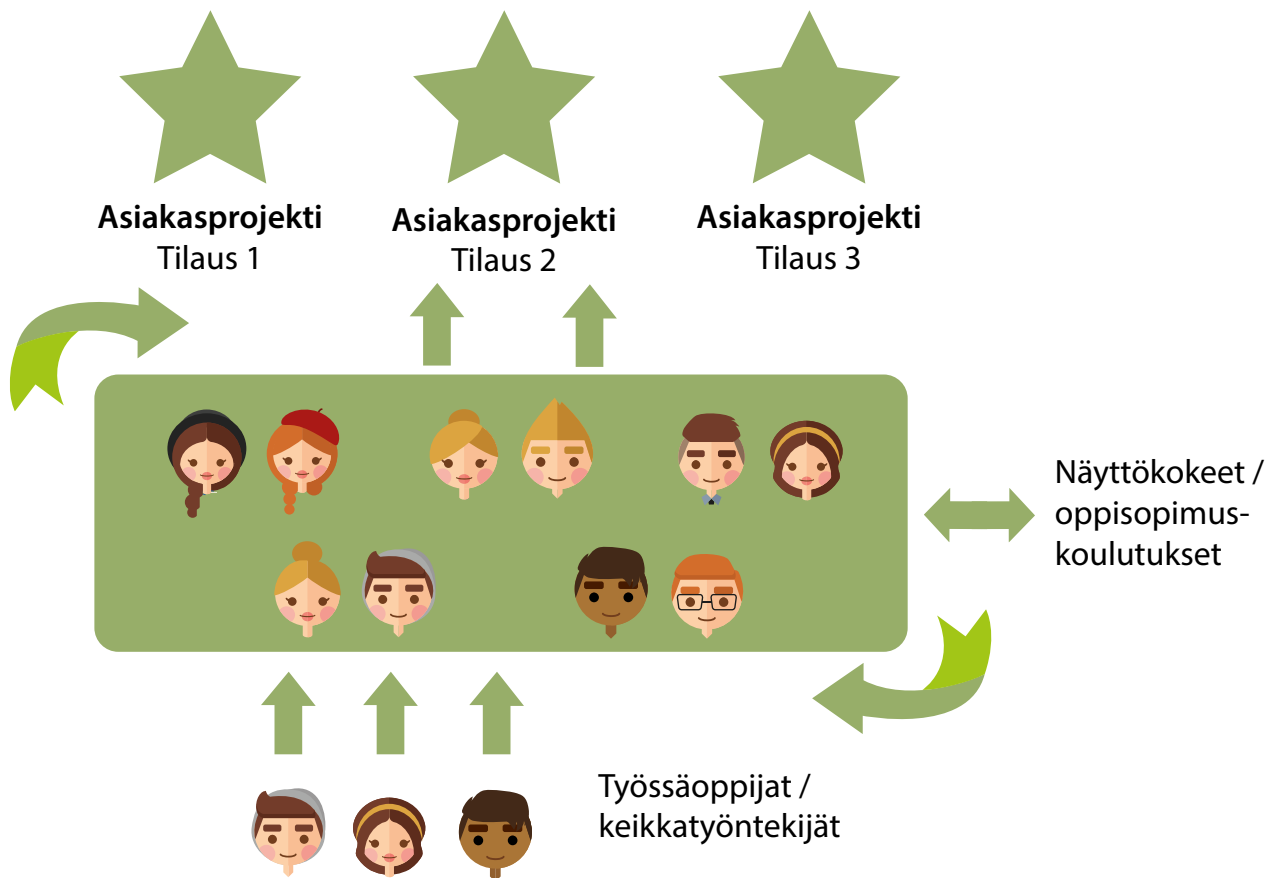 Asiakasprojekti
Tilaus 1
Asiakasprojekti
Tilaus 2
Asiakasprojekti
Tilaus 3
Näyttökokeet /
oppisopimus-
koulutukset
Työssäoppijat /
keikkatyöntekijät